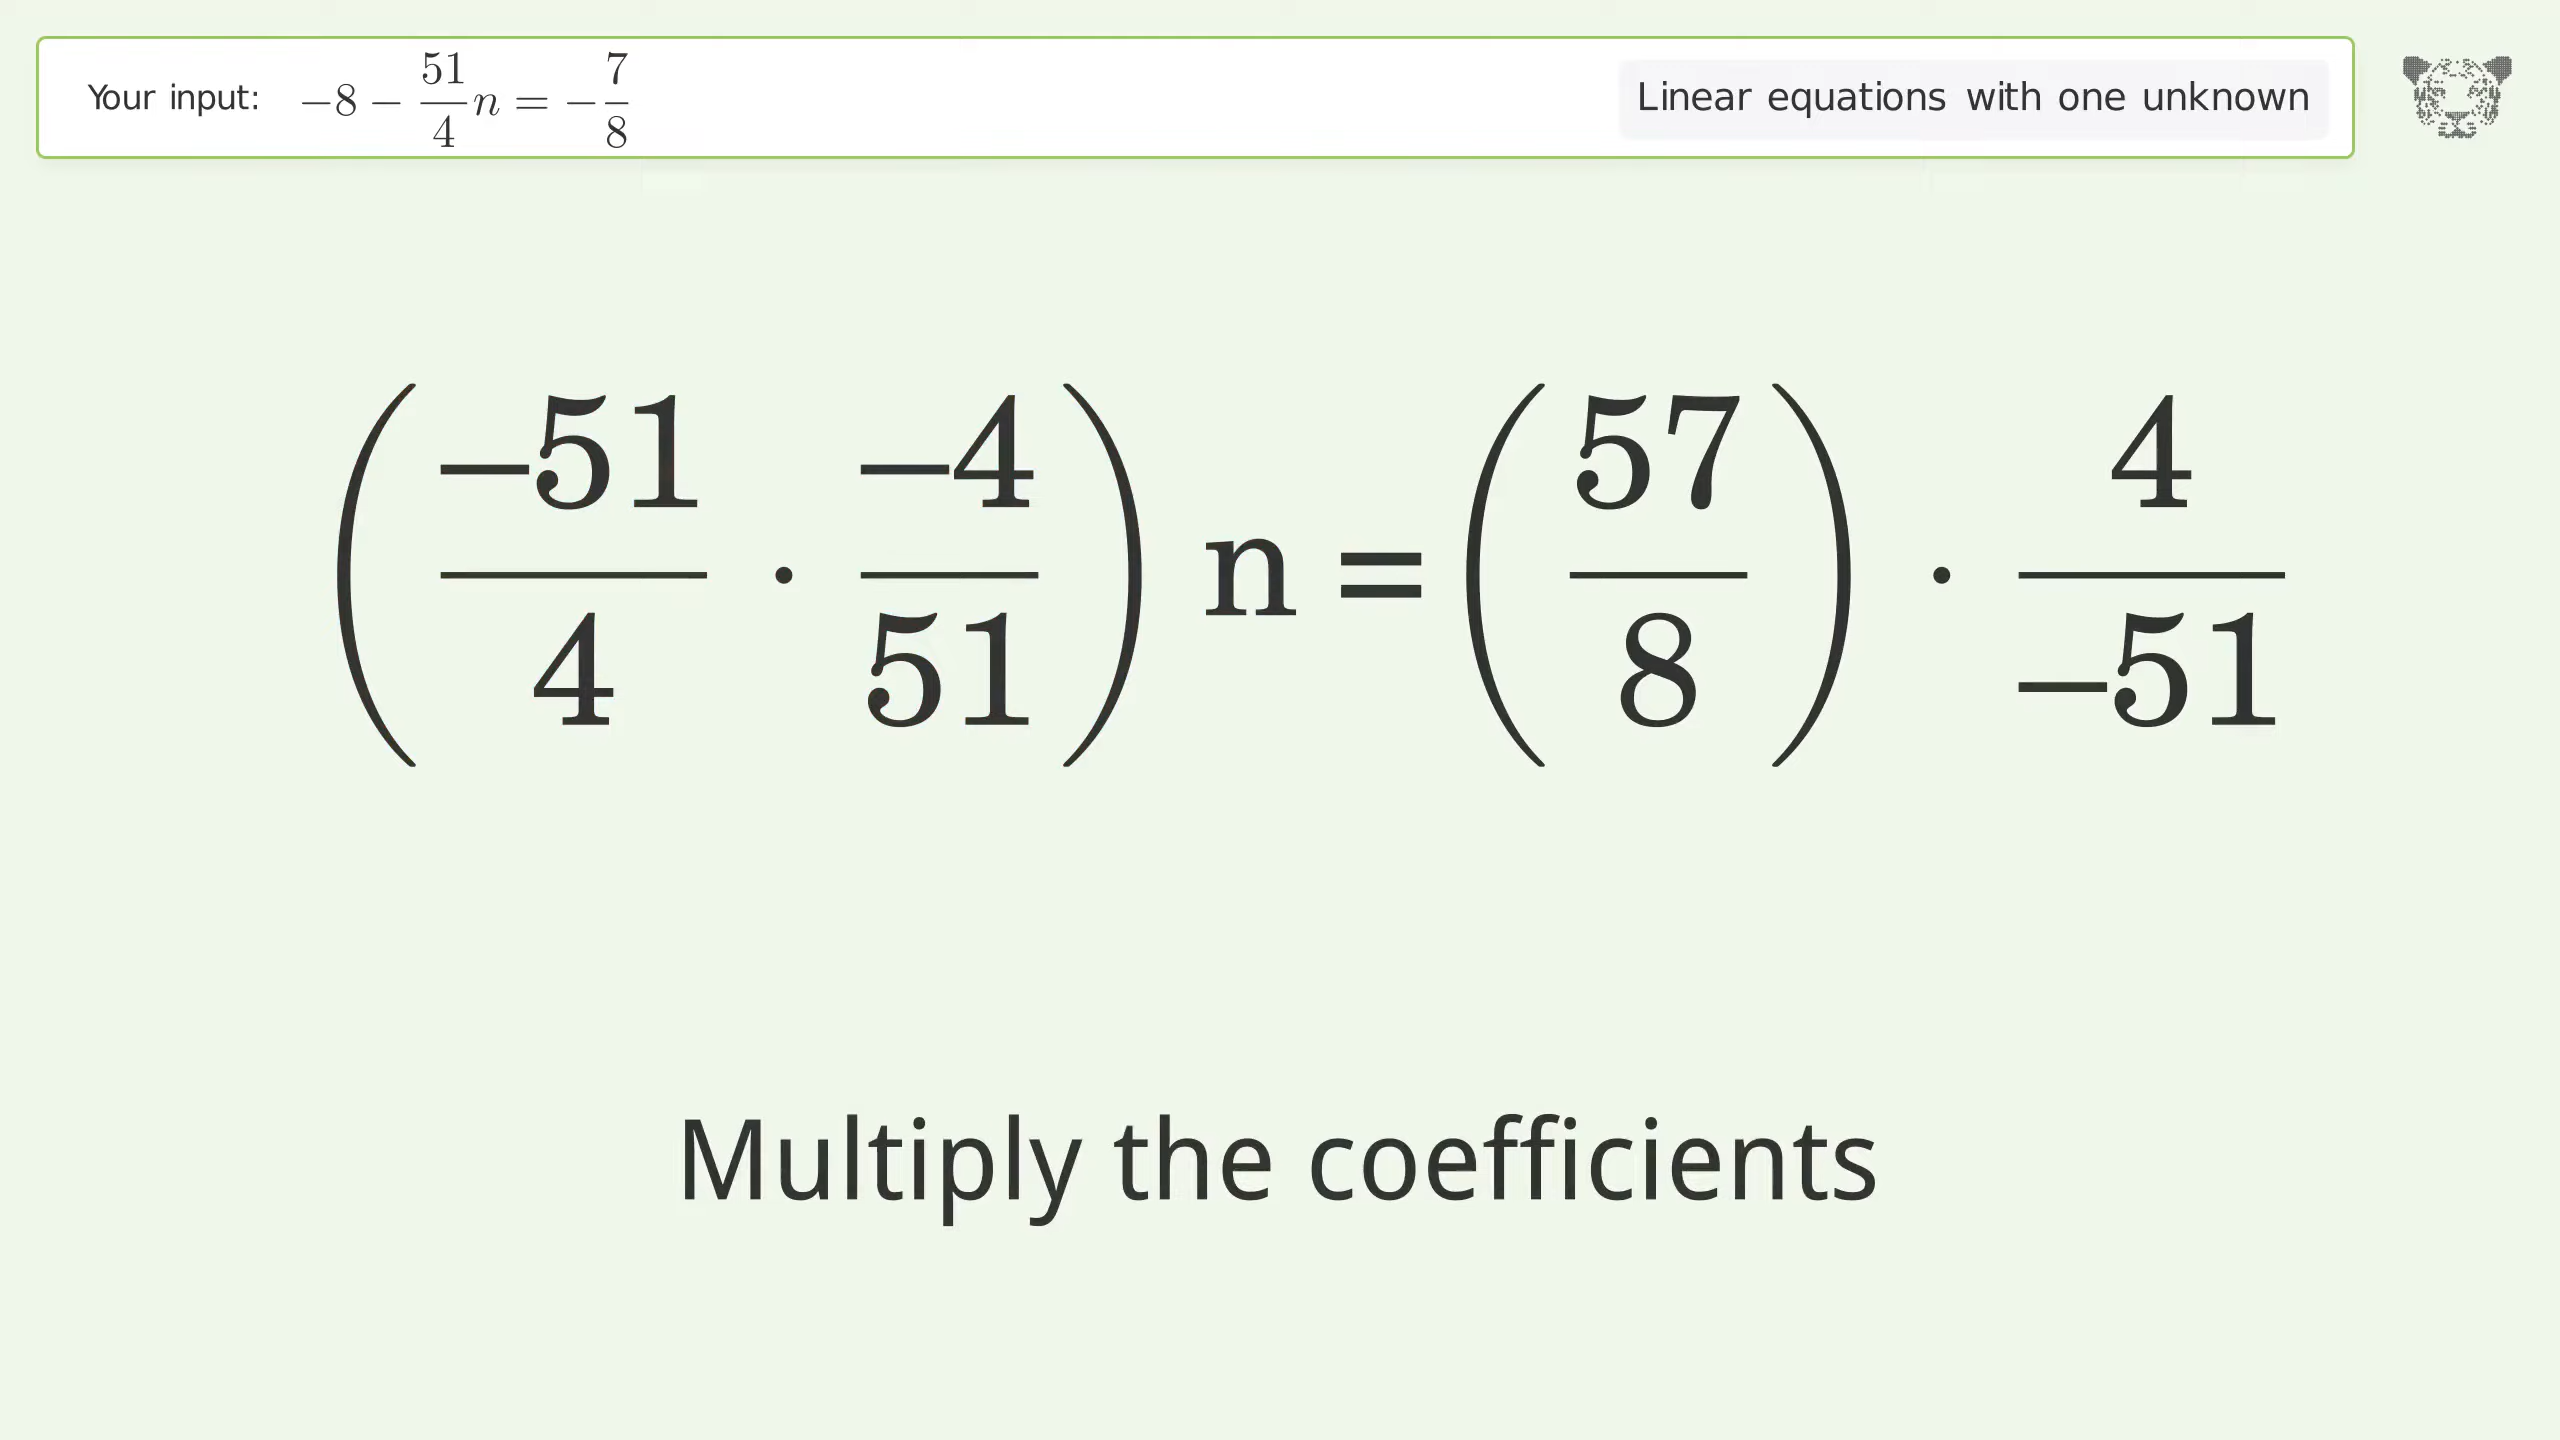 Your input: −8 − 51/4 n = −7/8 Linear equations with one unknown
(−51/4 · −4/51) n = (57/8) · 4/−51
Multiply the coefficients